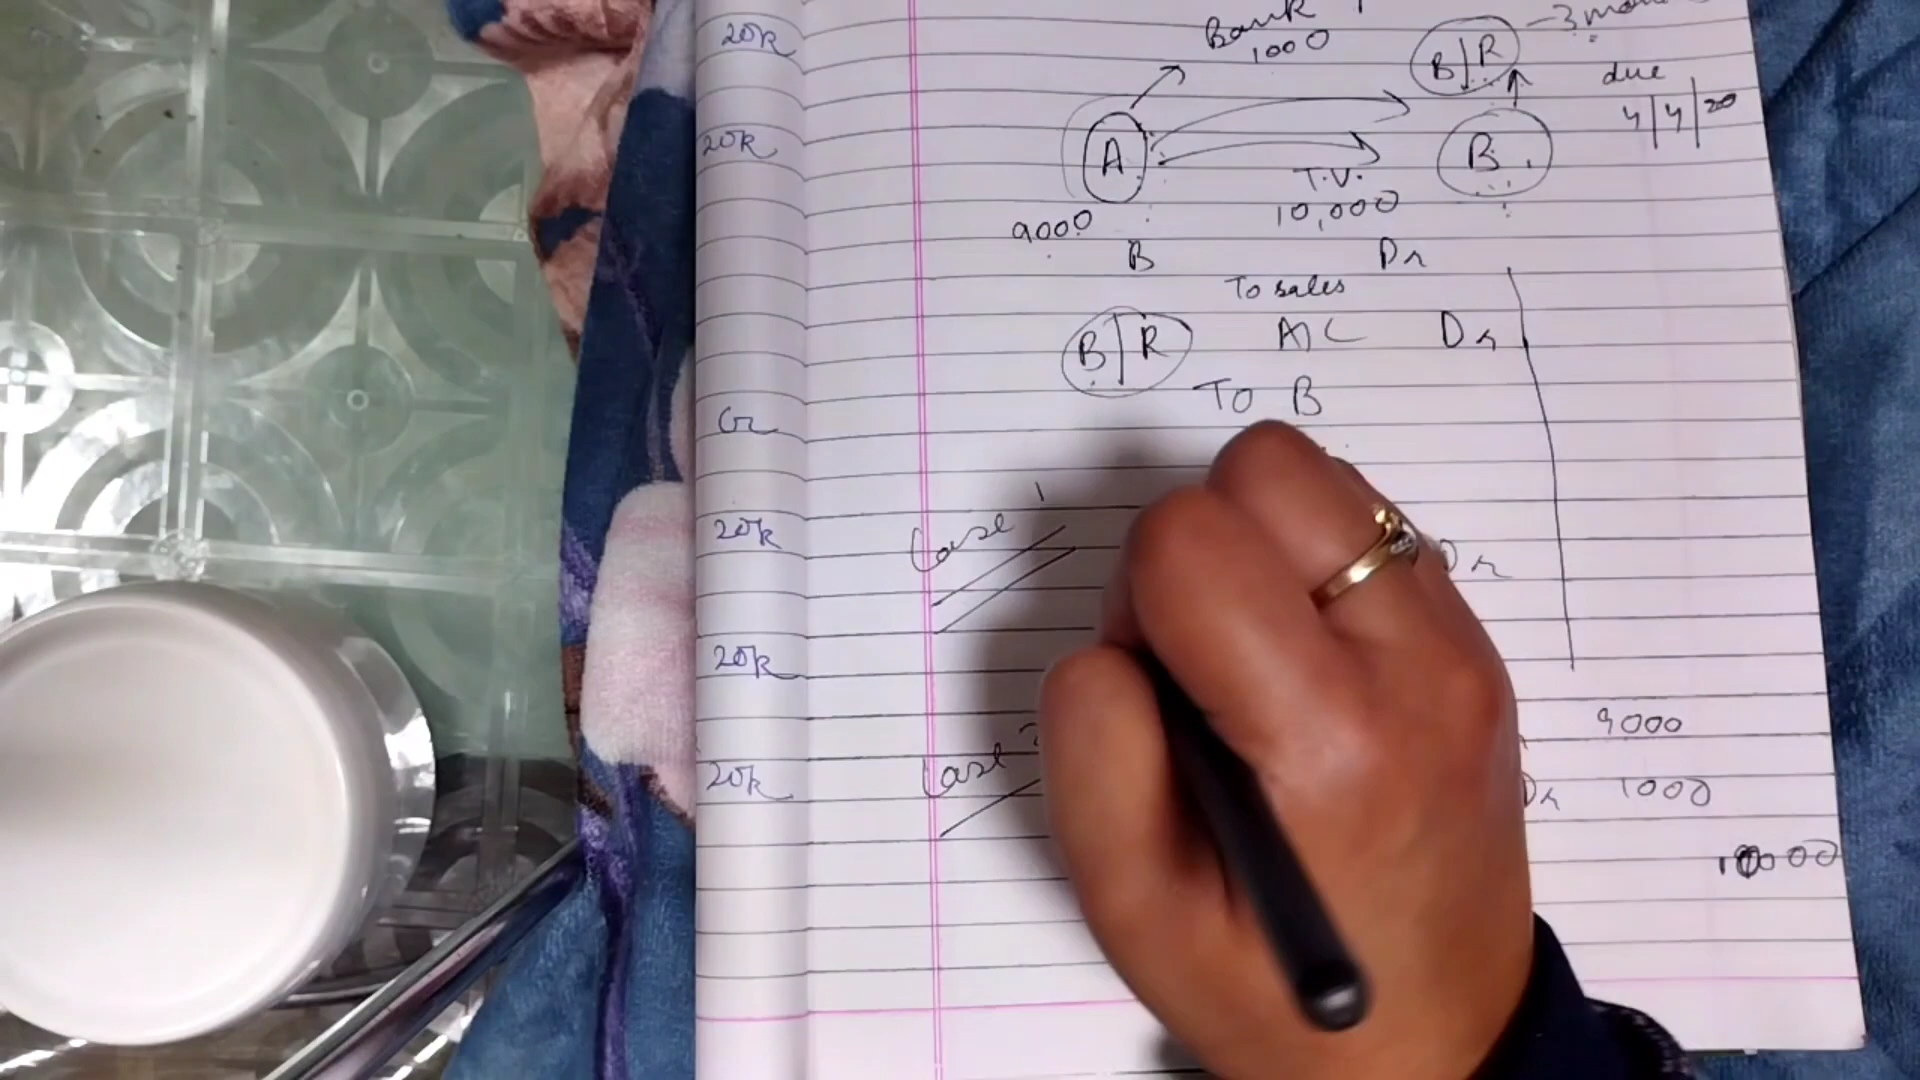 20k
20k
Cr
20k
20k
20k
Bank
1000
B|R - 3
due
4|4|20
A
B
T.V.
10,000
9000
B Dr
To sales
B|R A/C Dr
To B
Case 1
Dr
Case 2
9000
Dr 1000
10000